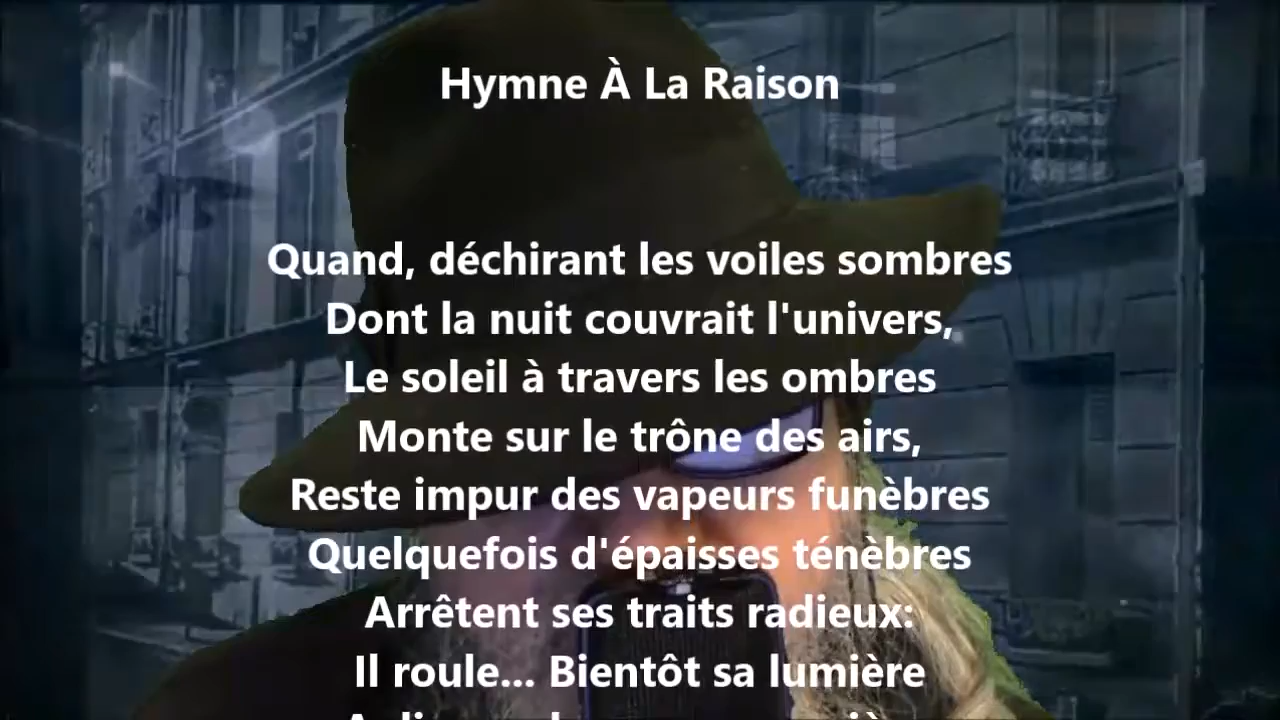 Hymne À La Raison
Quand, déchirant les voiles sombres
Dont la nuit couvrait l'univers,
Le soleil à travers les ombres
Monte sur le trône des airs,
Reste impur des vapeurs funèbres
Quelquefois d'épaisses ténèbres
Arrêtent ses traits radieux:
Il roule... Bientôt sa lumière